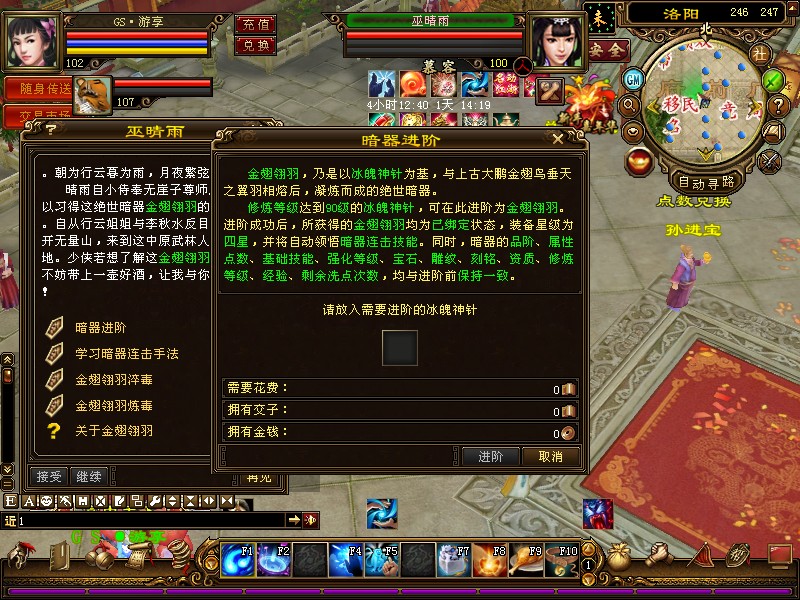 GS·游享
充值
巫晴雨
洛阳
246 247
未
北
102
兑换
慕容
100
安全
社
GM
随身传送
107
4小时12:40 1天 14:19
移民
自动寻路
点数兑换
孙进宝
巫晴雨
。朝为行云暮为雨，月夜繁弦
晴雨自小侍奉无崖子尊师
以习得这绝世暗器金翅翎羽的
。自从行云姐姐与李秋水反目
开无量山，来到这中原武林人
地。少侠若想了解这金翅翎羽
不妨带上一壶好酒，让我与你
！
暗器进阶
学习暗器连击手法
金翅翎羽淬毒
金翅翎羽炼毒
关于金翅翎羽
接受
继续
再见
暗器进阶
金翅翎羽，乃是以冰魄神针为基，与上古大鹏金翅鸟垂天
之翼羽相熔后，凝炼而成的绝世暗器。
修炼等级达到90级的冰魄神针，可在此进阶为金翅翎羽。
进阶成功后，所获得的金翅翎羽均为已绑定状态，装备星级为
四星，并将自动领悟暗器连击技能。同时，暗器的品阶、属性
点数、基础技能、强化等级、宝石、雕纹、刻铭、资质、修炼
等级、经验、剩余洗点次数，均与进阶前保持一致。
请放入需要进阶的冰魄神针
需要花费： 0
拥有交子： 0
拥有金钱： 0
进阶
取消
近1
GS●游享
F1 F2 F4 F5 F7 F8 F9 F10
1